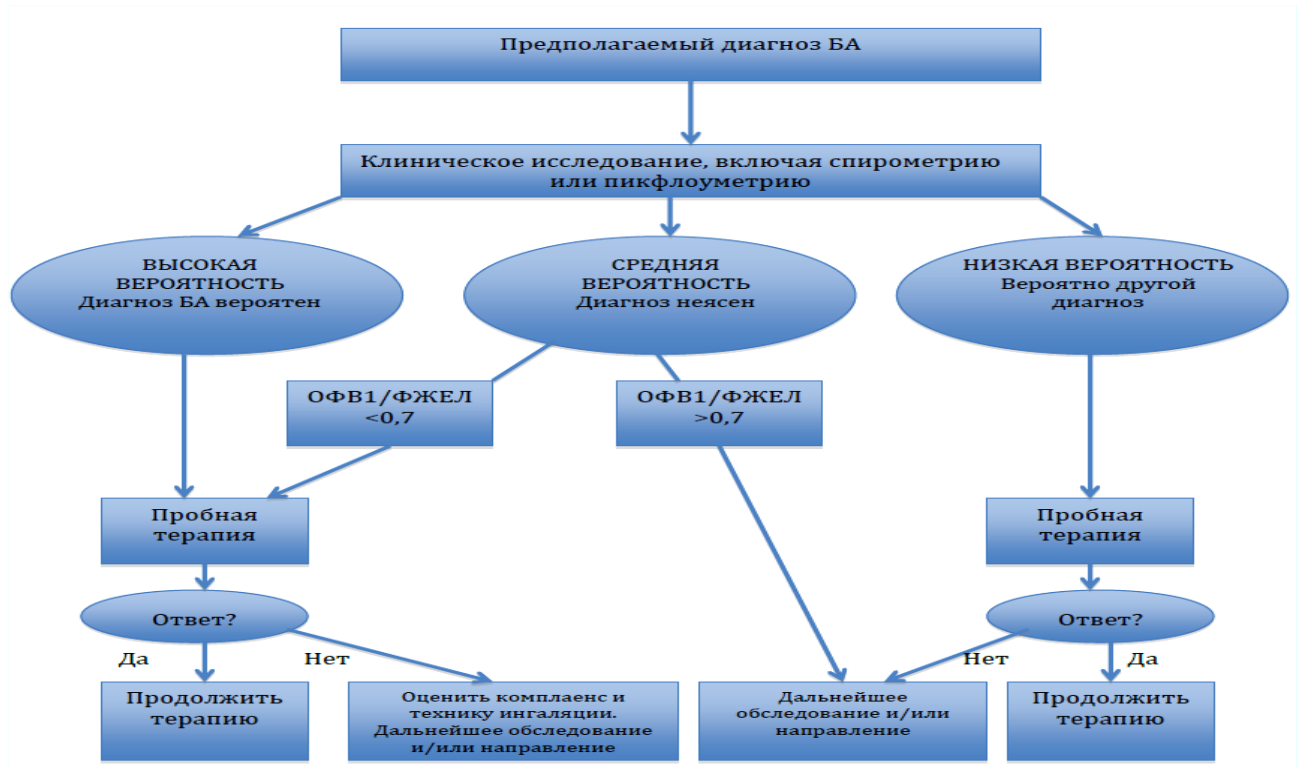 Предполагаемый диагноз БА
Клиническое исследование, включая спирометрию
или пикфлоуметрию
ВЫСОКАЯ
ВЕРОЯТНОСТЬ
Диагноз БА вероятен
СРЕДНЯЯ
ВЕРОЯТНОСТЬ
Диагноз неясен
НИЗКАЯ ВЕРОЯТНОСТЬ
Вероятно другой
диагноз
ОФВ1/ФЖЕЛ
<0,7
ОФВ1/ФЖЕЛ
>0,7
Пробная
терапия
Пробная
терапия
Ответ?
Ответ?
Да
Нет
Нет
Да
Продолжить
терапию
Оценить комплаенс и
технику ингаляции.
Дальнейшее обследование
и/или направление
Дальнейшее
обследование и/или
направление
Продолжить
терапию